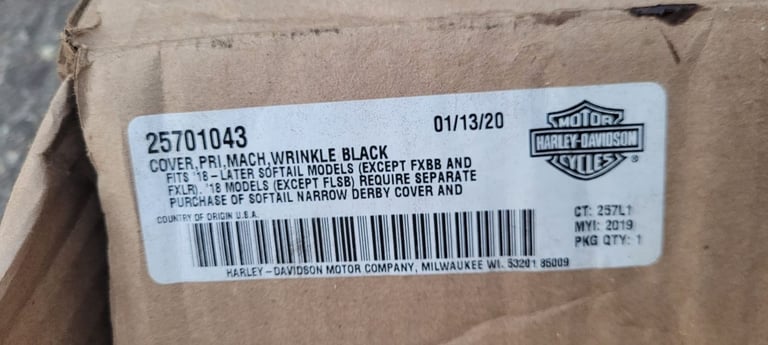 25701043
01/13/20
MOTOR
HARLEY-DAVIDSON
CYCLES
COVER,PRI,MACH,WRINKLE BLACK
FITS '18-LATER SOFTAIL MODELS (EXCEPT FXBB AND
FXLR). '18 MODELS (EXCEPT FLSB) REQUIRE SEPARATE
PURCHASE OF SOFTAIL NARROW DERBY COVER AND
COUNTRY OF ORIGIN U.S.A.
CT: 257L1
MYI: 2019
PKG QTY: 1
HARLEY-DAVIDSON MOTOR COMPANY, MILWAUKEE WI. 53201 85009